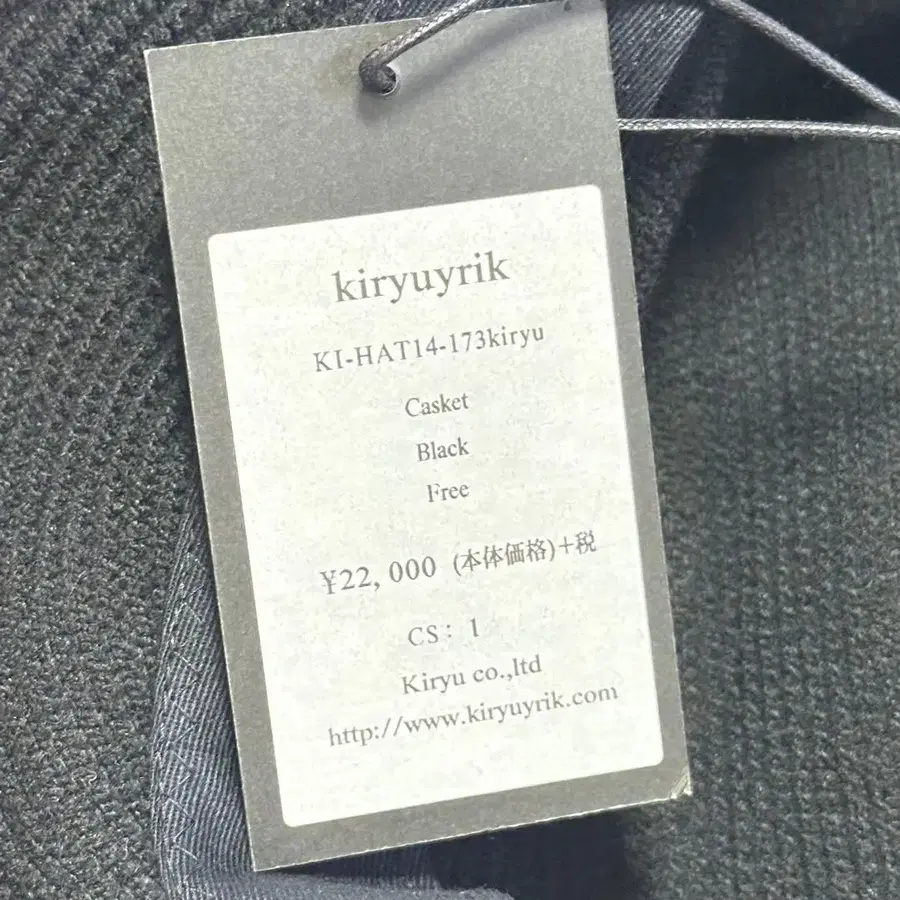 kiryuyrik
KI-HAT14-173kiryu
Casket
Black
Free
¥22,000 (本体価格)+税
CS: 1
Kiryu co.,ltd
http://www.kiryuyrik.com